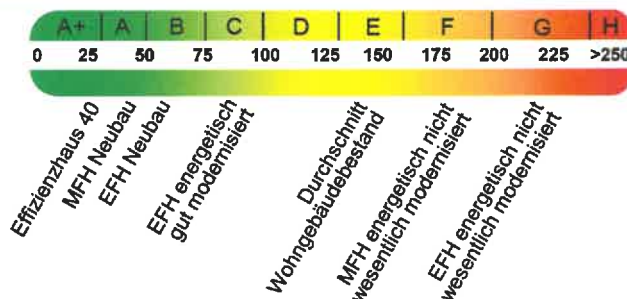 A+ A B C D E F G H
0 25 50 75 100 125 150 175 200 225 >250
Effizienzhaus 40
MFH Neubau
EFH Neubau
EFH energetisch
gut modernisiert
Durchschnitt
Wohngebäudebestand
MFH energetisch nicht
wesentlich modernisiert
EFH energetisch nicht
wesentlich modernisiert